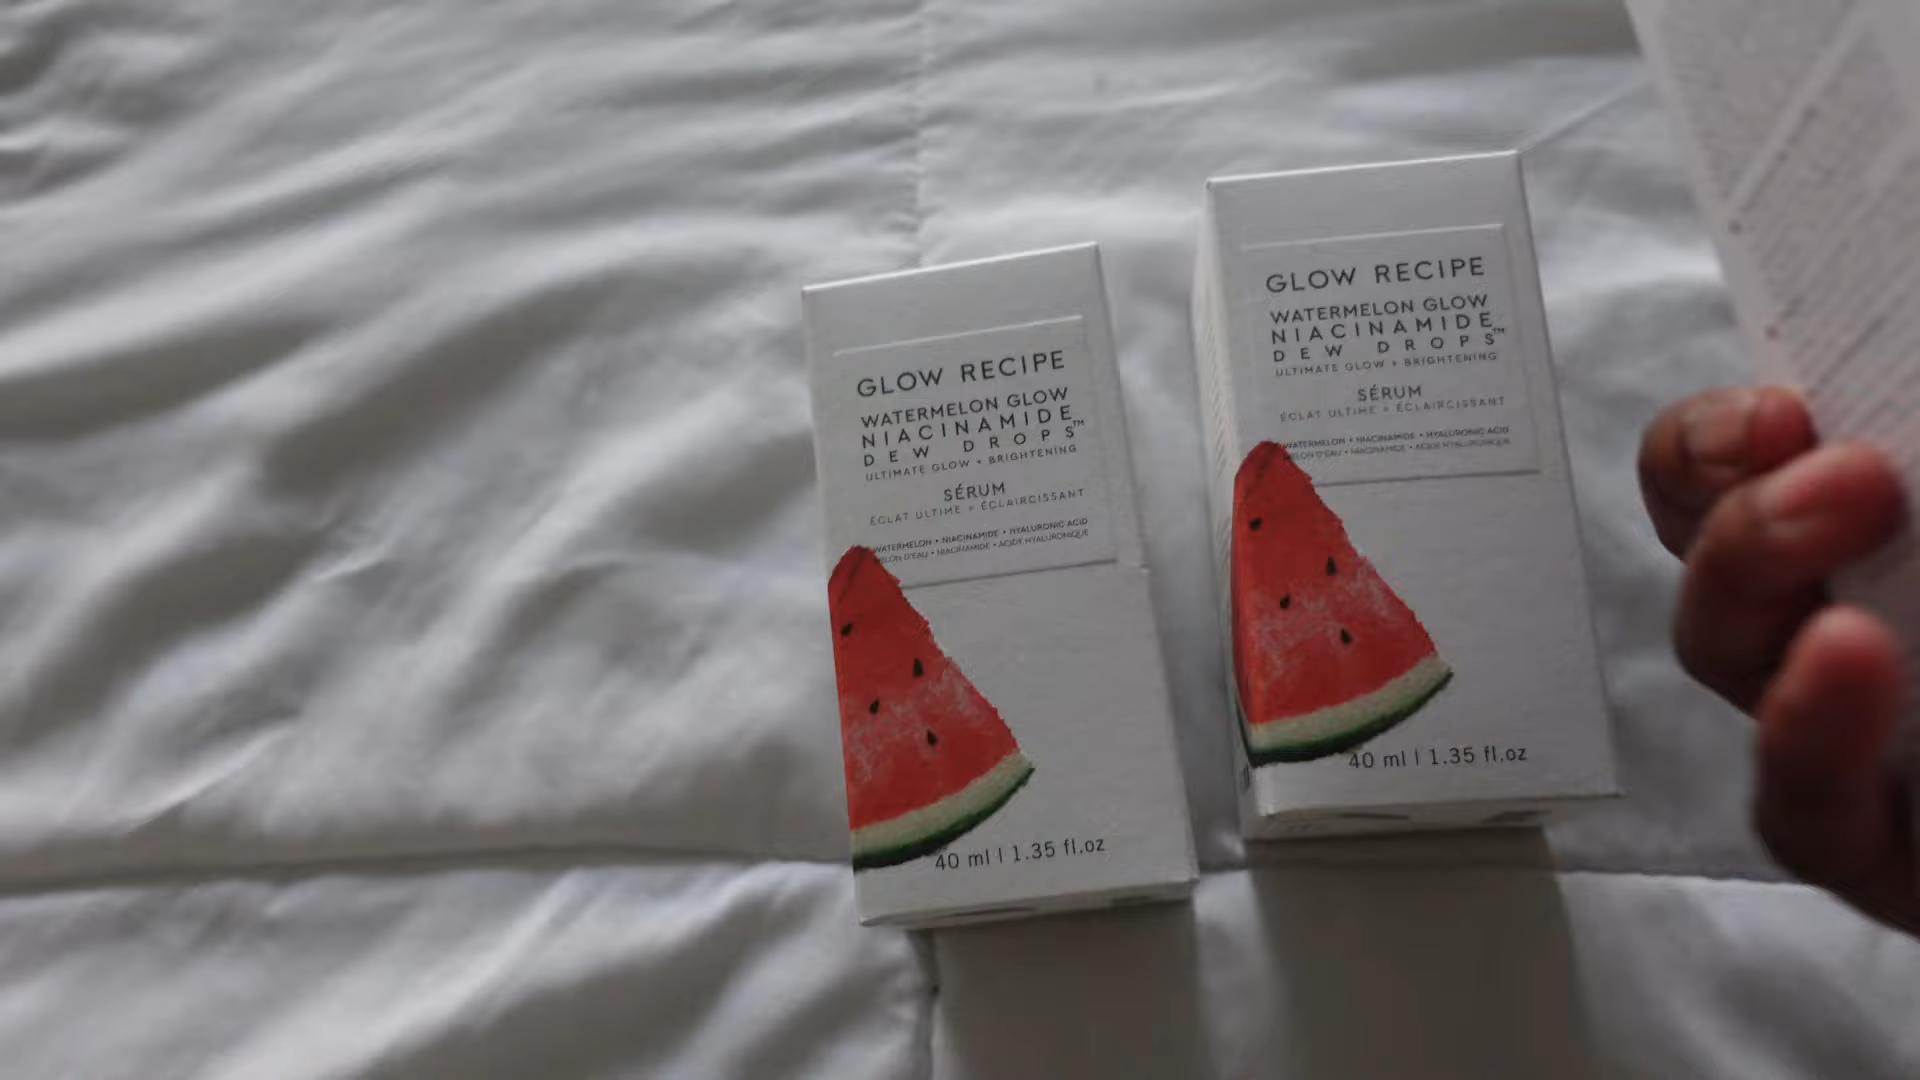 GLOW RECIPE
WATERMELON GLOW
NIACINAMIDE
DEW DROPS™
ULTIMATE GLOW + BRIGHTENING
SÉRUM
ÉCLAT ULTIME + ÉCLAIRCISSANT
WATERMELON • NIACINAMIDE • HYALURONIC ACID
D'EAU • NIACINAMIDE • ACIDE HYALURONIQUE
40 ml | 1.35 fl.oz
GLOW RECIPE
WATERMELON GLOW
NIACINAMIDE
DEW DROPS™
ULTIMATE GLOW + BRIGHTENING
SÉRUM
ÉCLAT ULTIME + ÉCLAIRCISSANT
WATERMELON • NIACINAMIDE • HYALURONIC ACID
D'EAU • NIACINAMIDE • ACIDE HYALURONIQUE
40 ml | 1.35 fl.oz